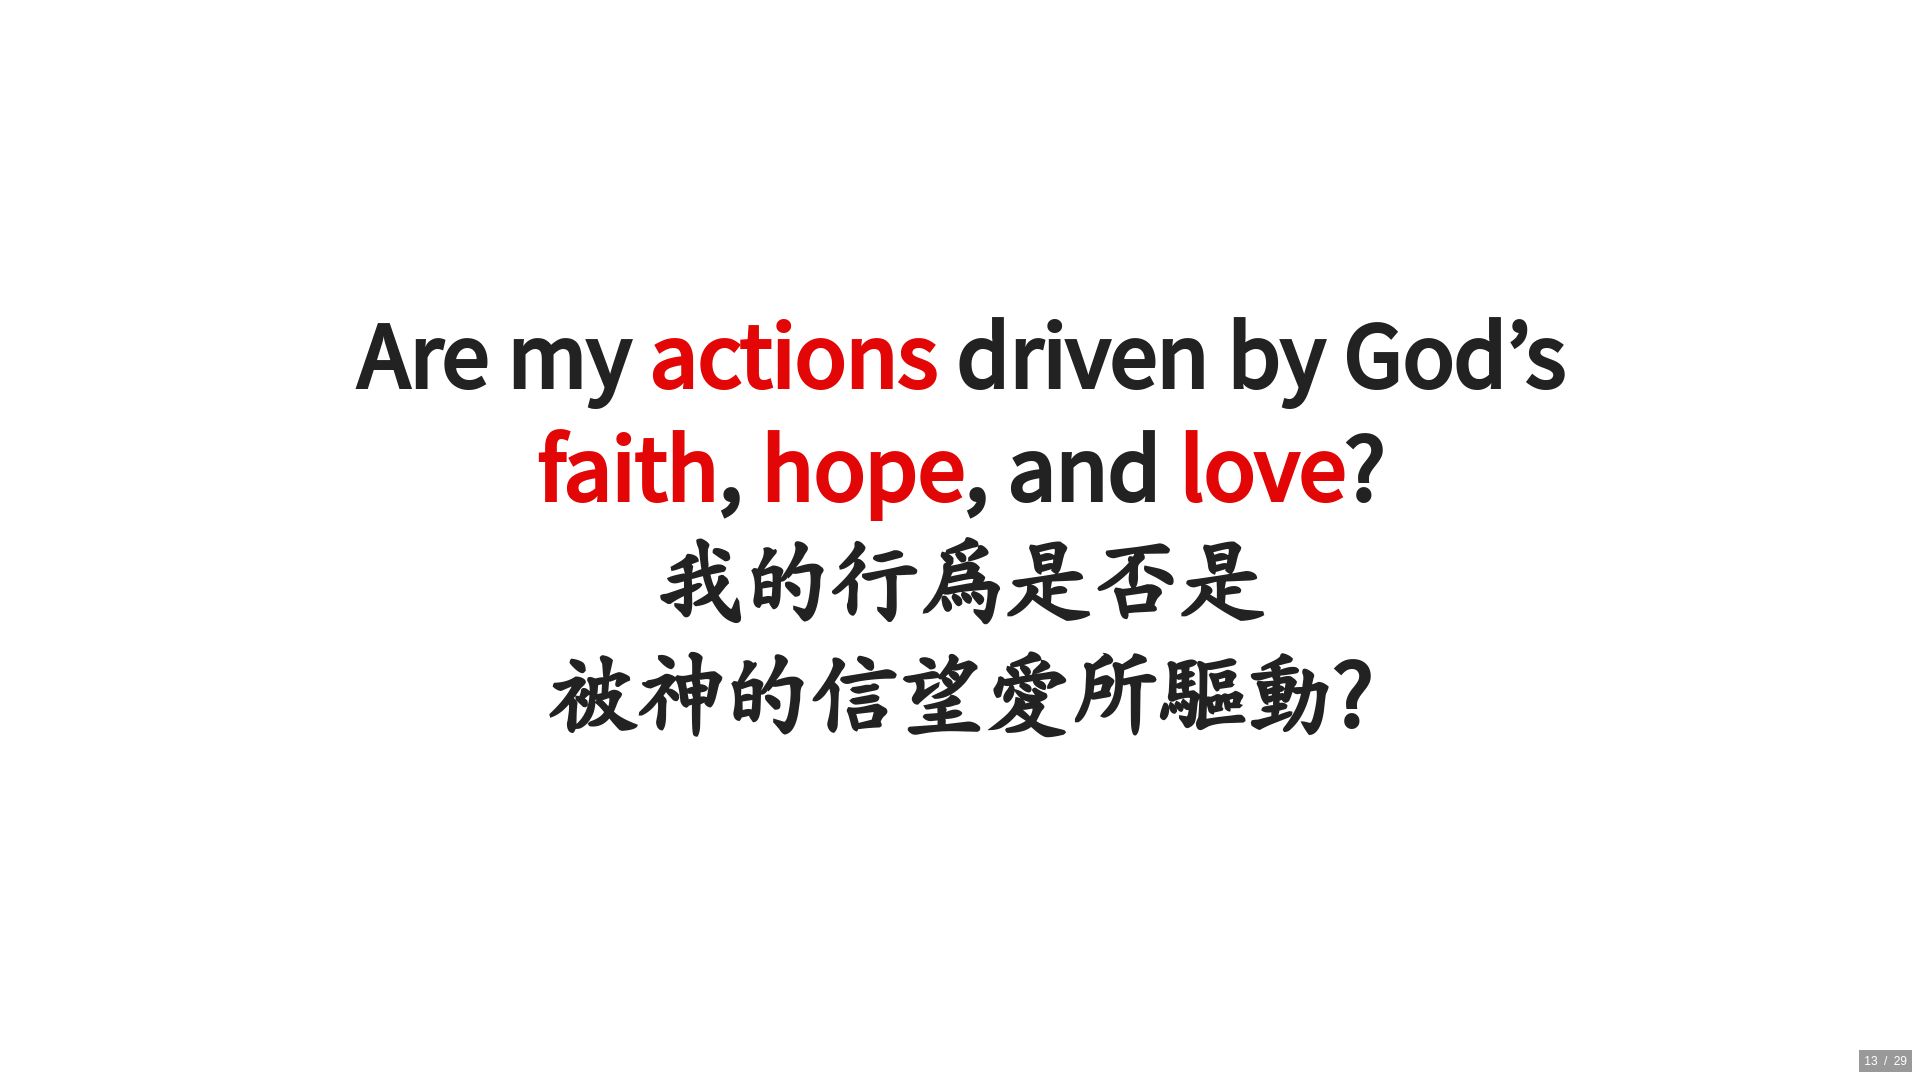 Are my actions driven by God’s
faith, hope, and love?
我的行爲是否是
被神的信望愛所驅動?
13 / 29